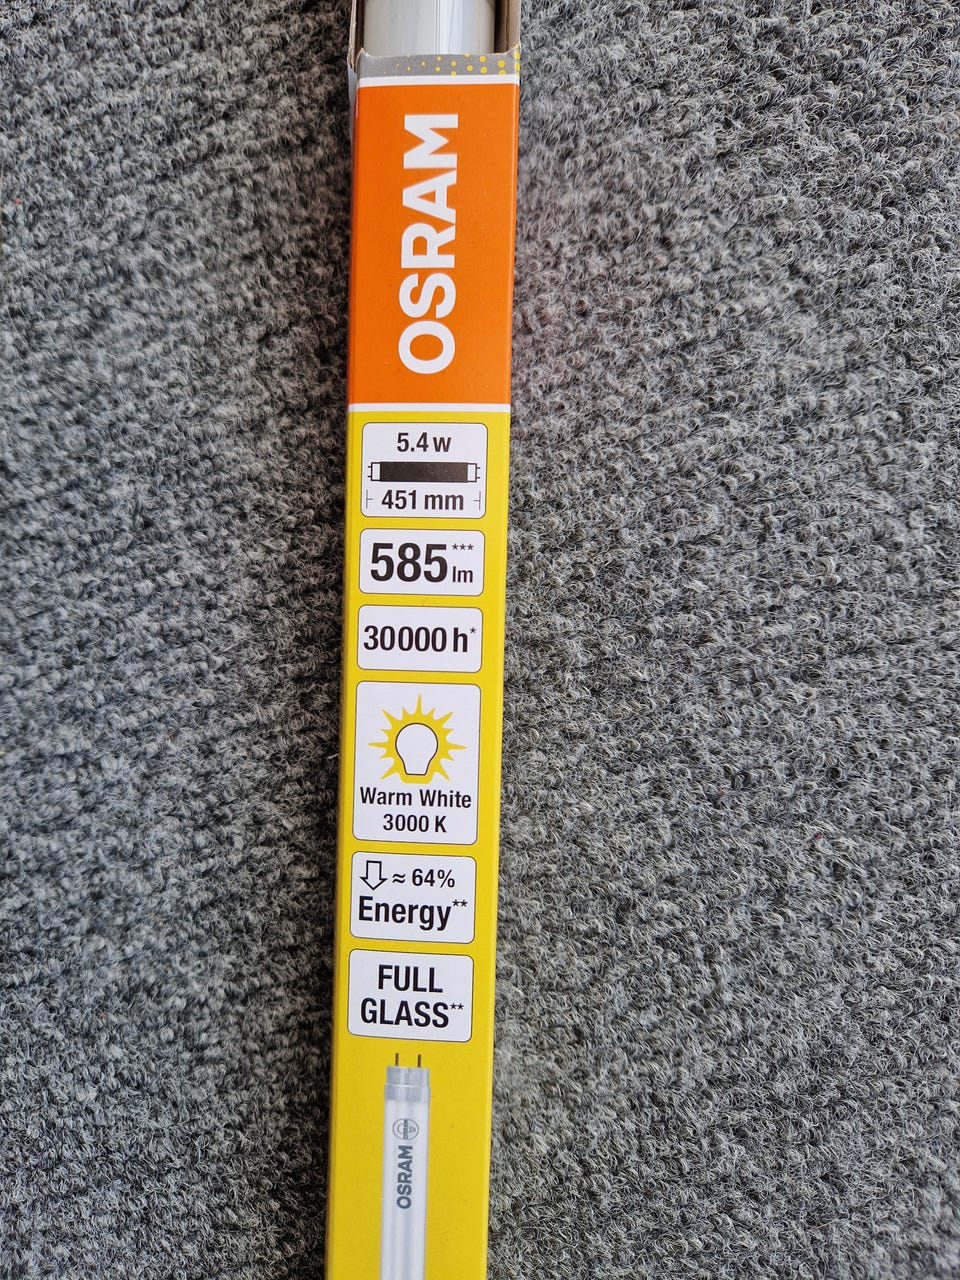 OSRAM
5.4 w
451 mm
585 lm***
30000 h*
Warm White
3000 K
≈ 64%
Energy**
FULL
GLASS**
OSRAM